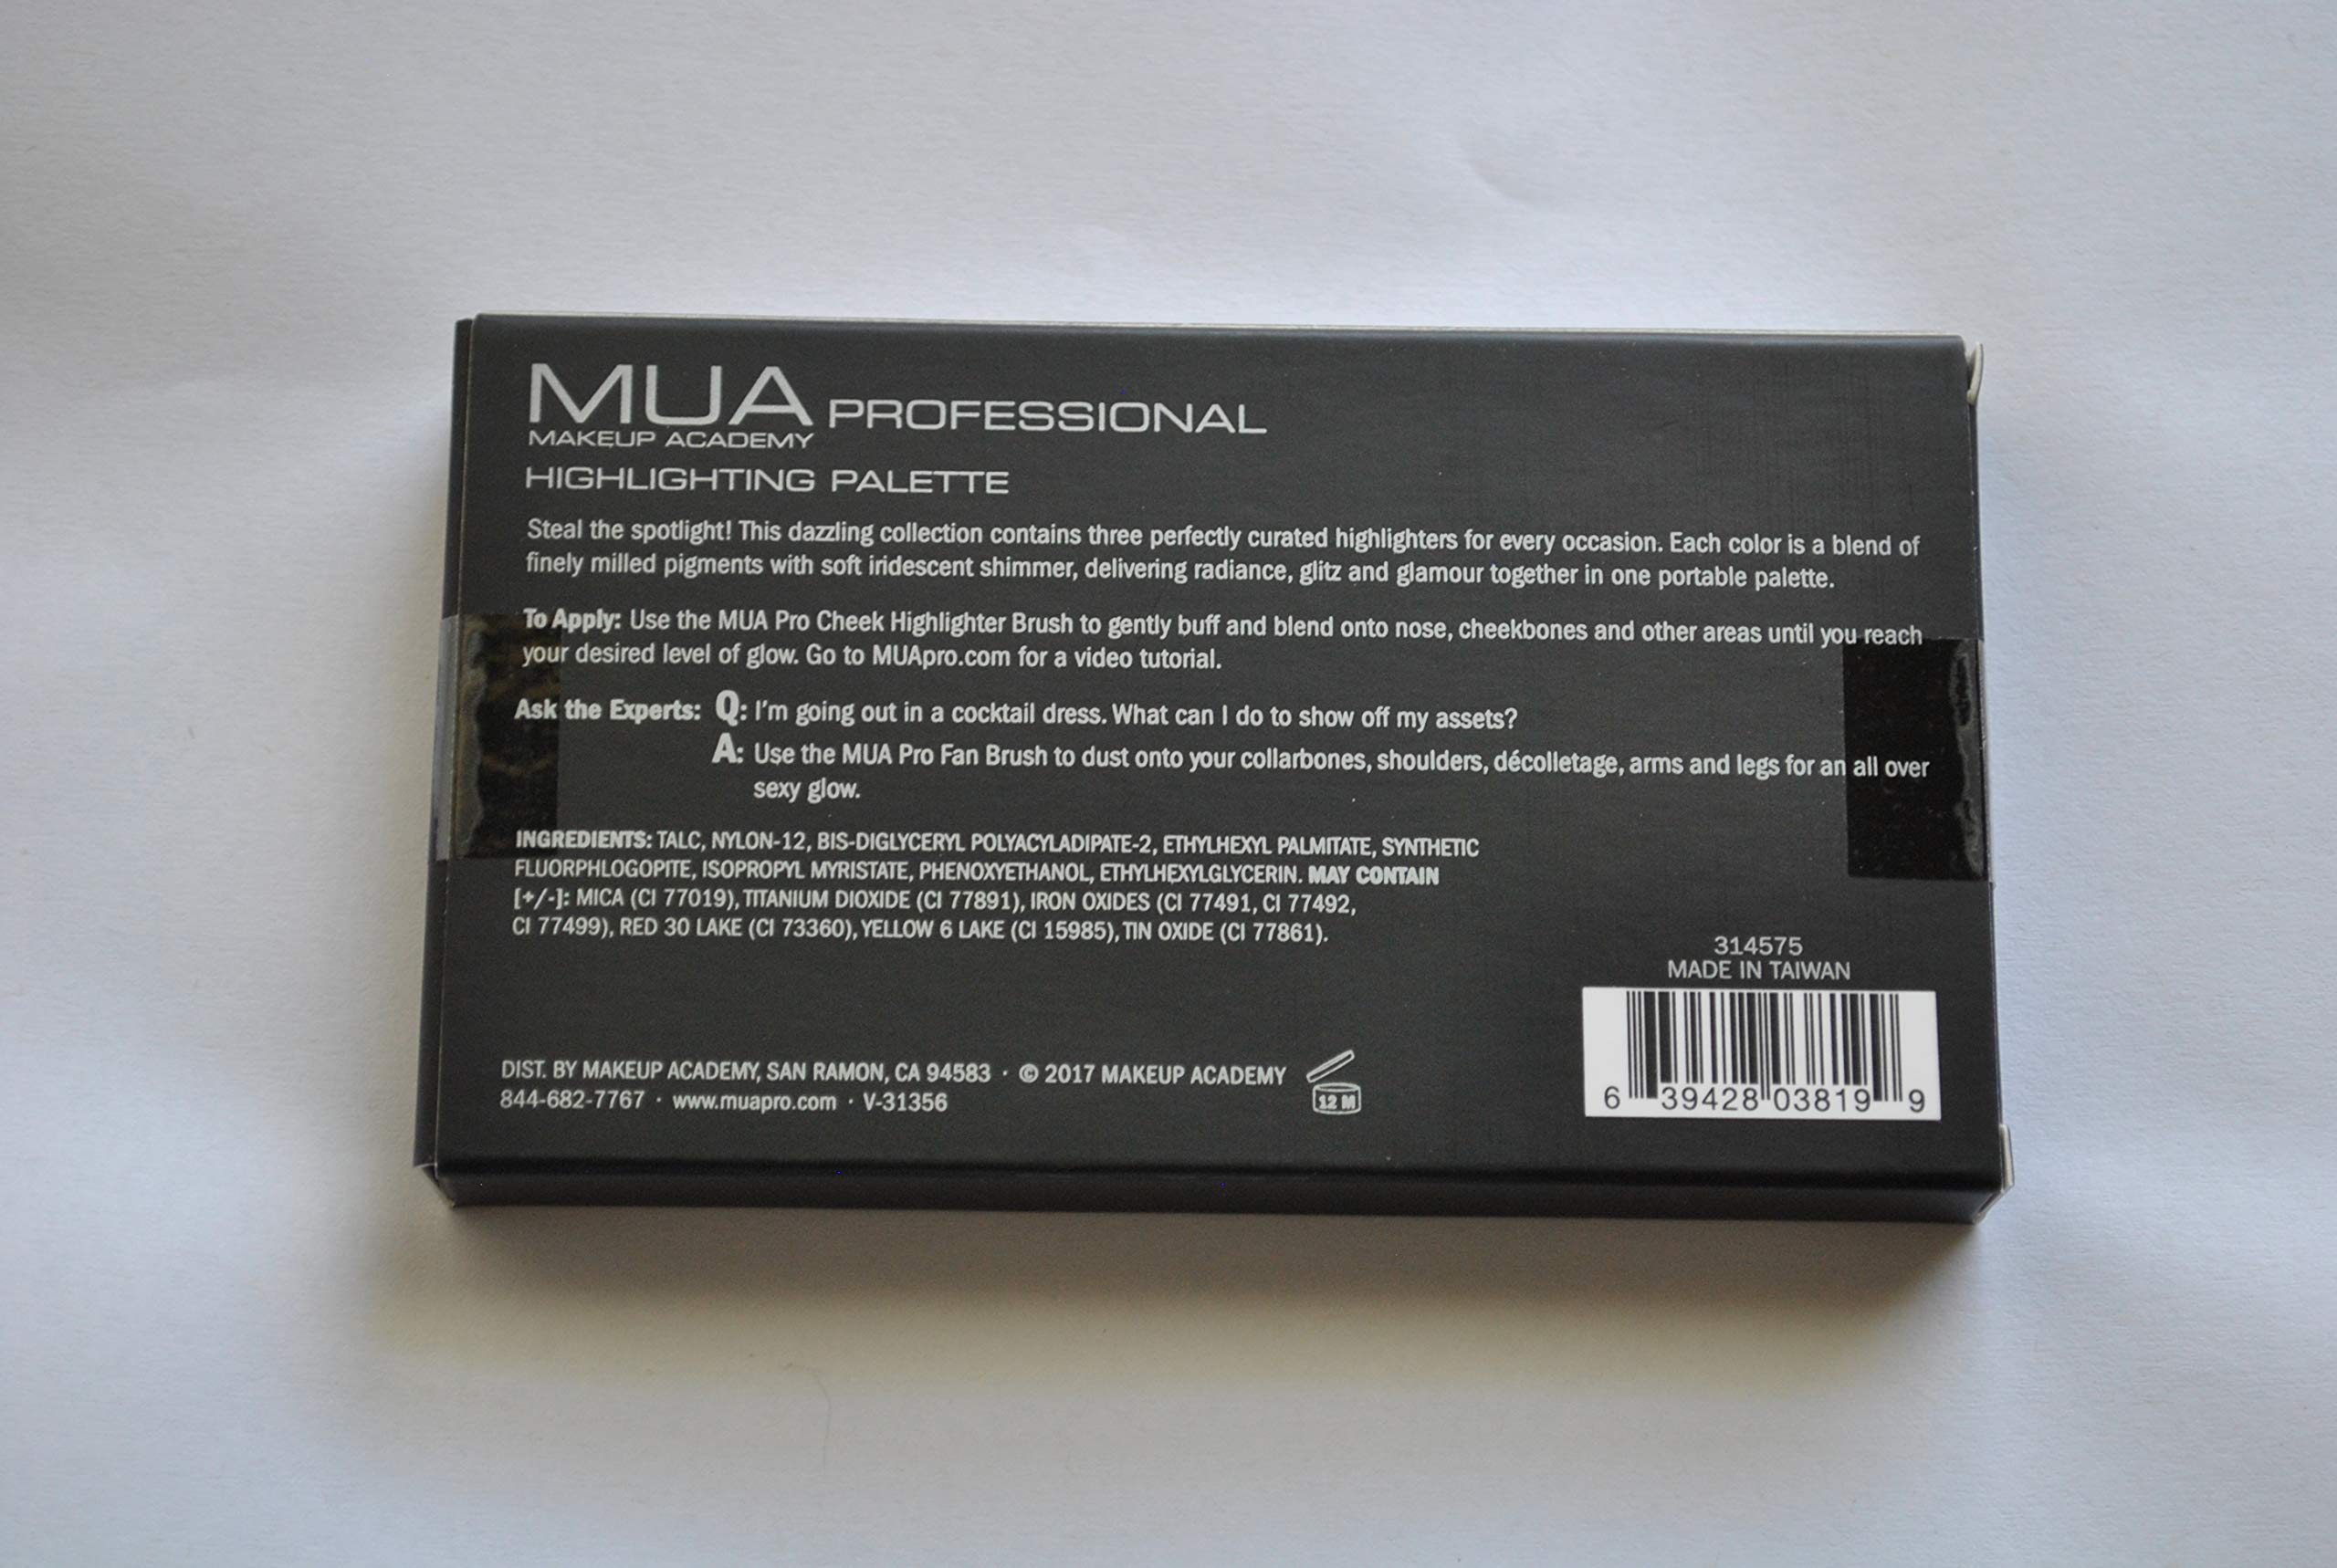 MUA PROFESSIONAL
MAKEUP ACADEMY
HIGHLIGHTING PALETTE
Steal the spotlight! This dazzling collection contains three perfectly curated highlighters for every occasion. Each color is a blend of
finely milled pigments with soft iridescent shimmer, delivering radiance, glitz and glamour together in one portable palette.
To Apply: Use the MUA Pro Cheek Highlighter Brush to gently buff and blend onto nose, cheekbones and other areas until you reach
your desired level of glow. Go to MUApro.com for a video tutorial.
Ask the Experts: Q: I'm going out in a cocktail dress. What can I do to show off my assets?
A: Use the MUA Pro Fan Brush to dust onto your collarbones, shoulders, décolletage, arms and legs for an all over
sexy glow.
INGREDIENTS: TALC, NYLON-12, BIS-DIGLYCERYL POLYACYLADIPATE-2, ETHYLHEXYL PALMITATE, SYNTHETIC
FLUORPHLOGOPITE, ISOPROPYL MYRISTATE, PHENOXYETHANOL, ETHYLHEXYLGLYCERIN. MAY CONTAIN
[+/-]: MICA (CI 77019), TITANIUM DIOXIDE (CI 77891), IRON OXIDES (CI 77491, CI 77492,
CI 77499), RED 30 LAKE (CI 73360), YELLOW 6 LAKE (CI 15985), TIN OXIDE (CI 77861).
314575
MADE IN TAIWAN
6 39428 03819 9
DIST. BY MAKEUP ACADEMY, SAN RAMON, CA 94583 · © 2017 MAKEUP ACADEMY
844-682-7767 · www.muapro.com · V-31356
12 M